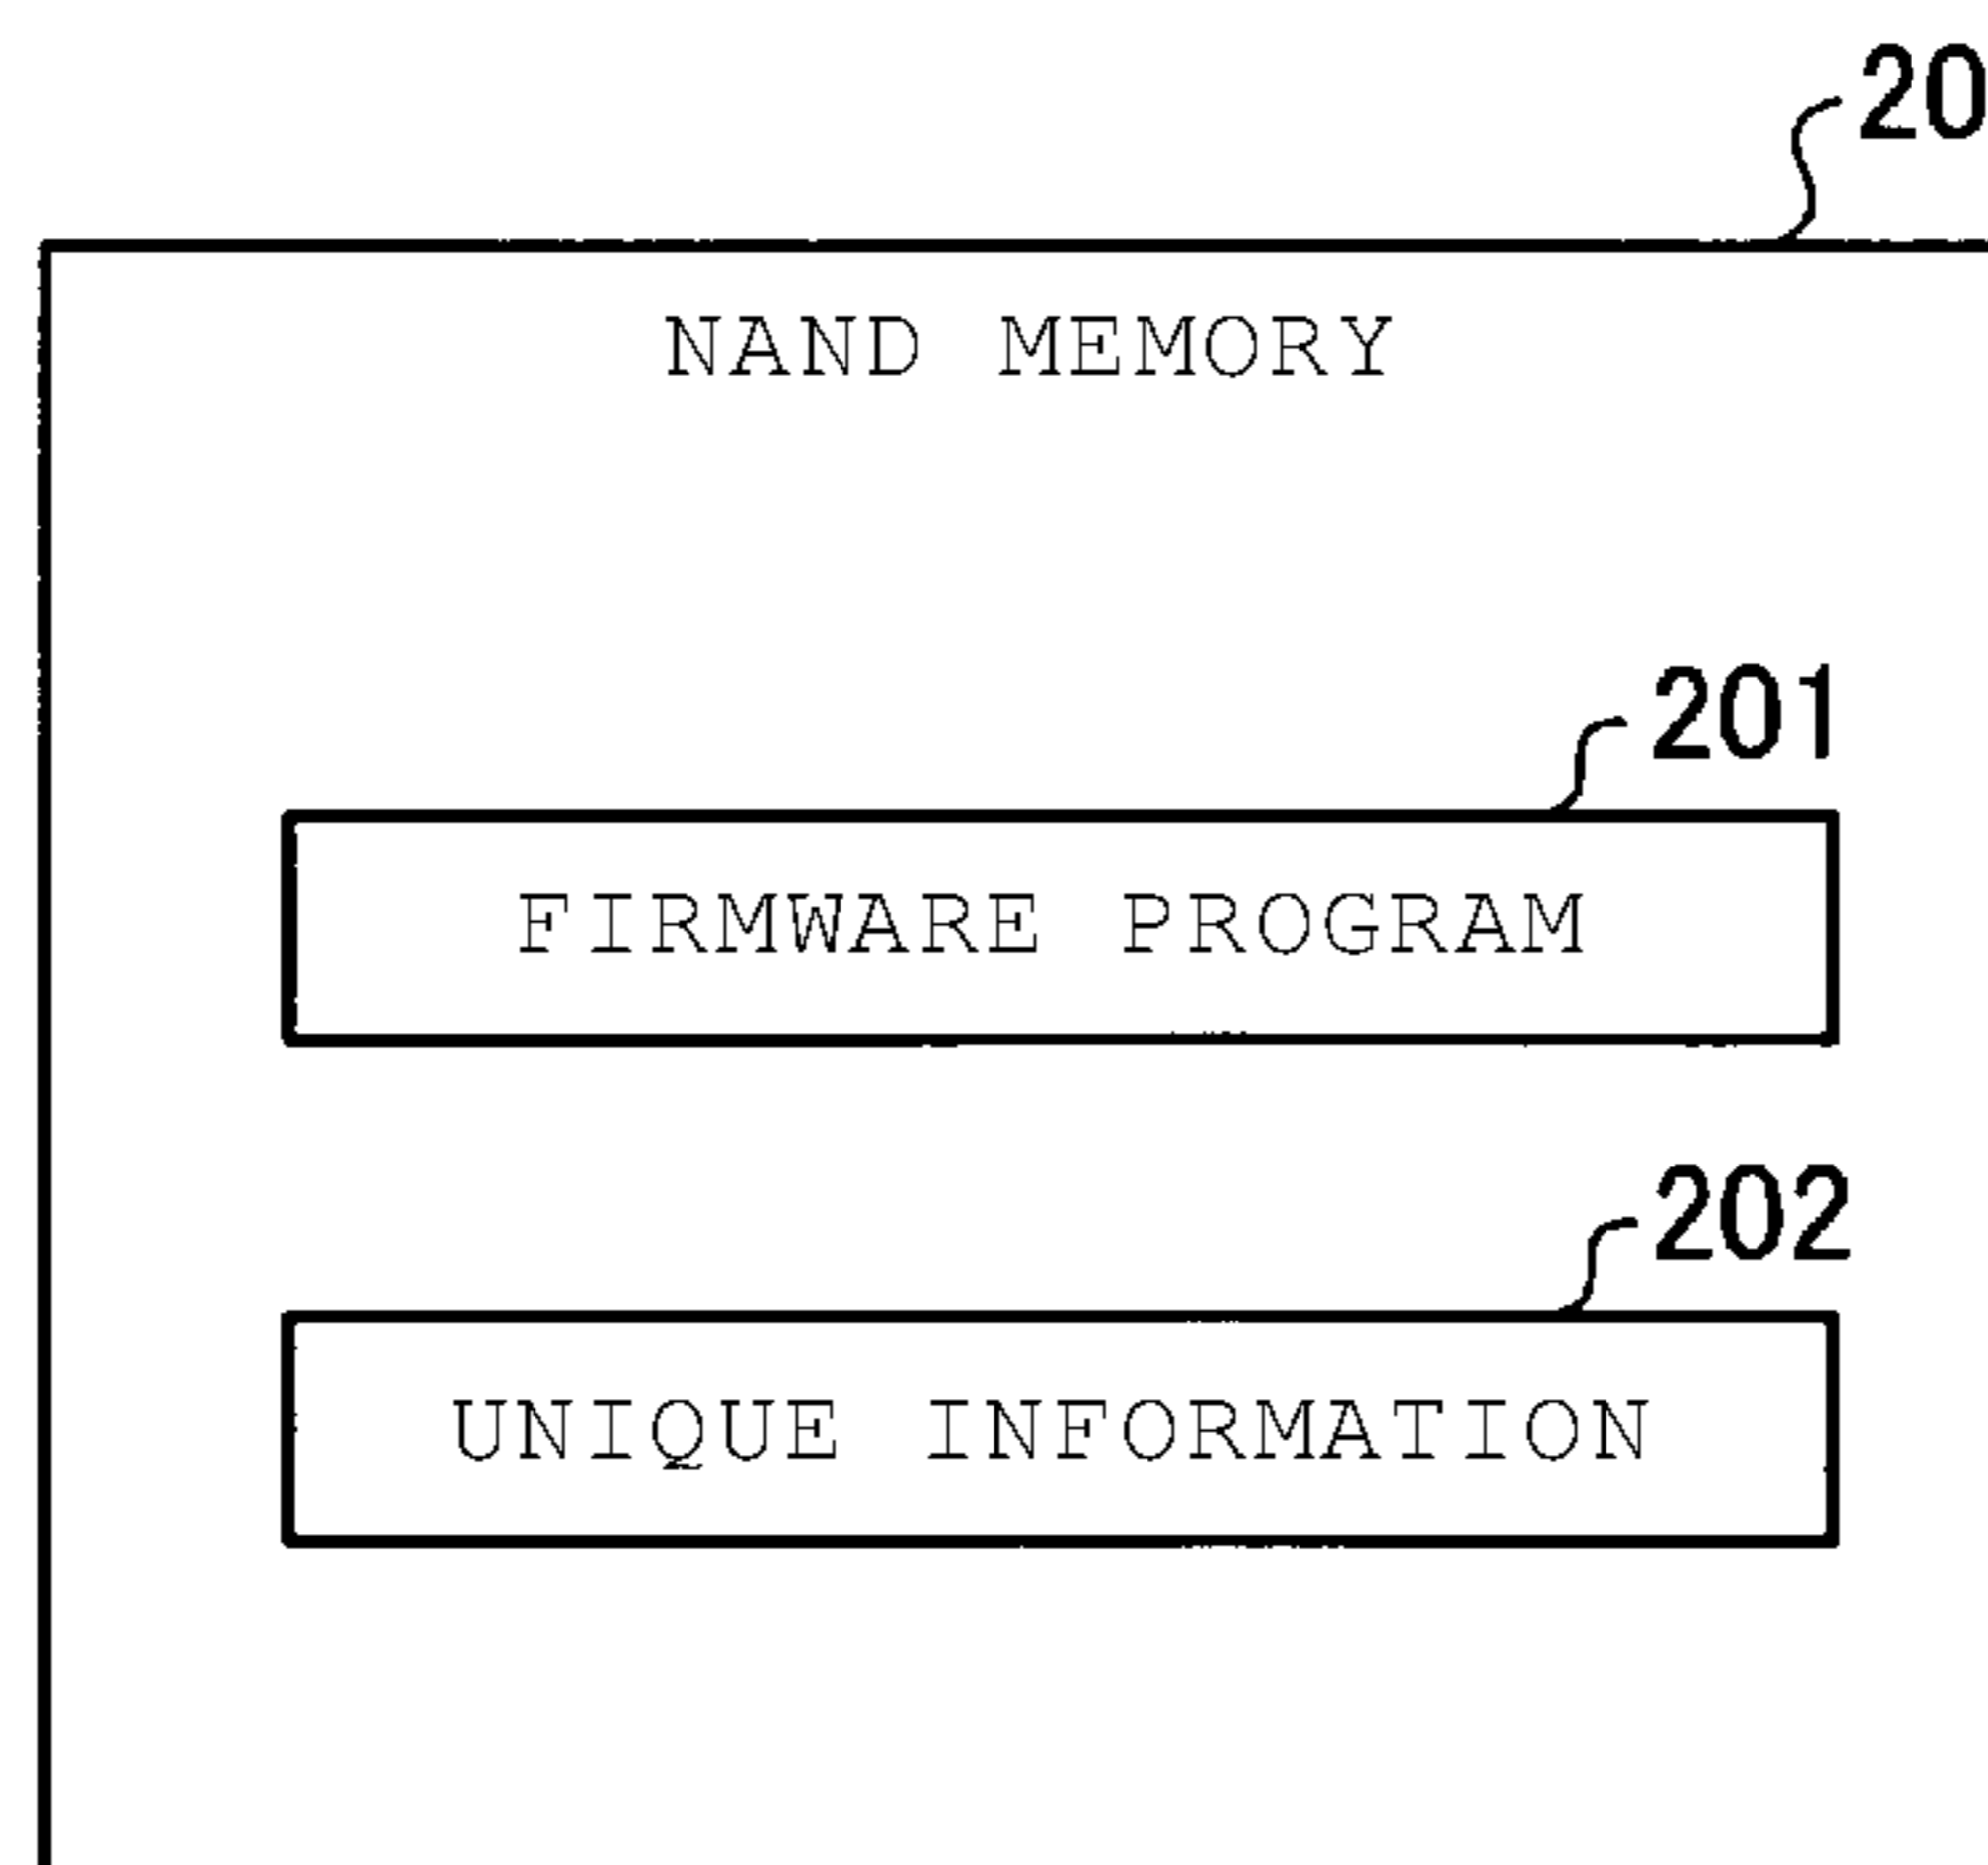 20
NAND MEMORY
201
FIRMWARE PROGRAM
202
UNIQUE INFORMATION